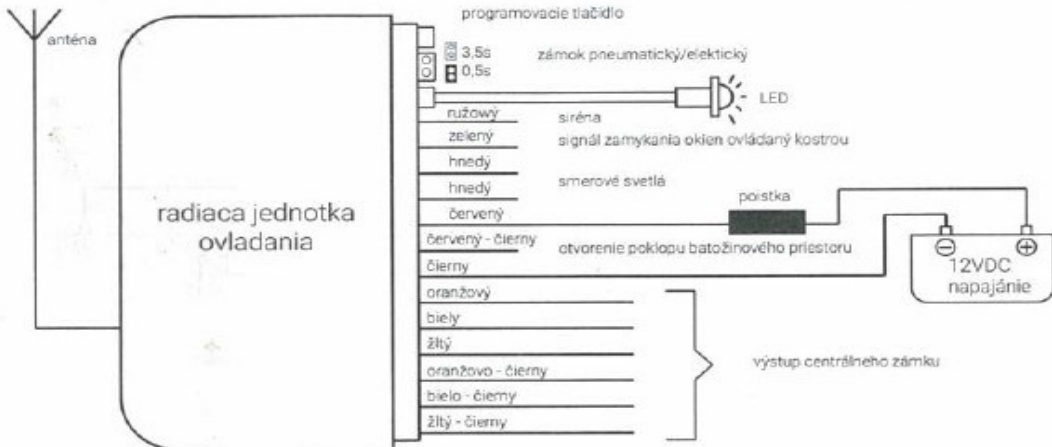 programovacie tlačidlo
anténa
3,5s
0,5s
zámok pneumatický/elektický
LED
ružowý
siréna
zelený
signál zamykania okien ovládaný kostrou
hnedý
hnedý
smerové svetlá
poistka
červený
červený - čierny
otvorenie poklopu batožinového priestoru
čierny
12VDC
napajánie
radiaca jednotka
ovladania
oranžový
biely
žltý
oranžovo - čierny
bielo - čierny
žltý - čierny
výstup centrálneho zámku